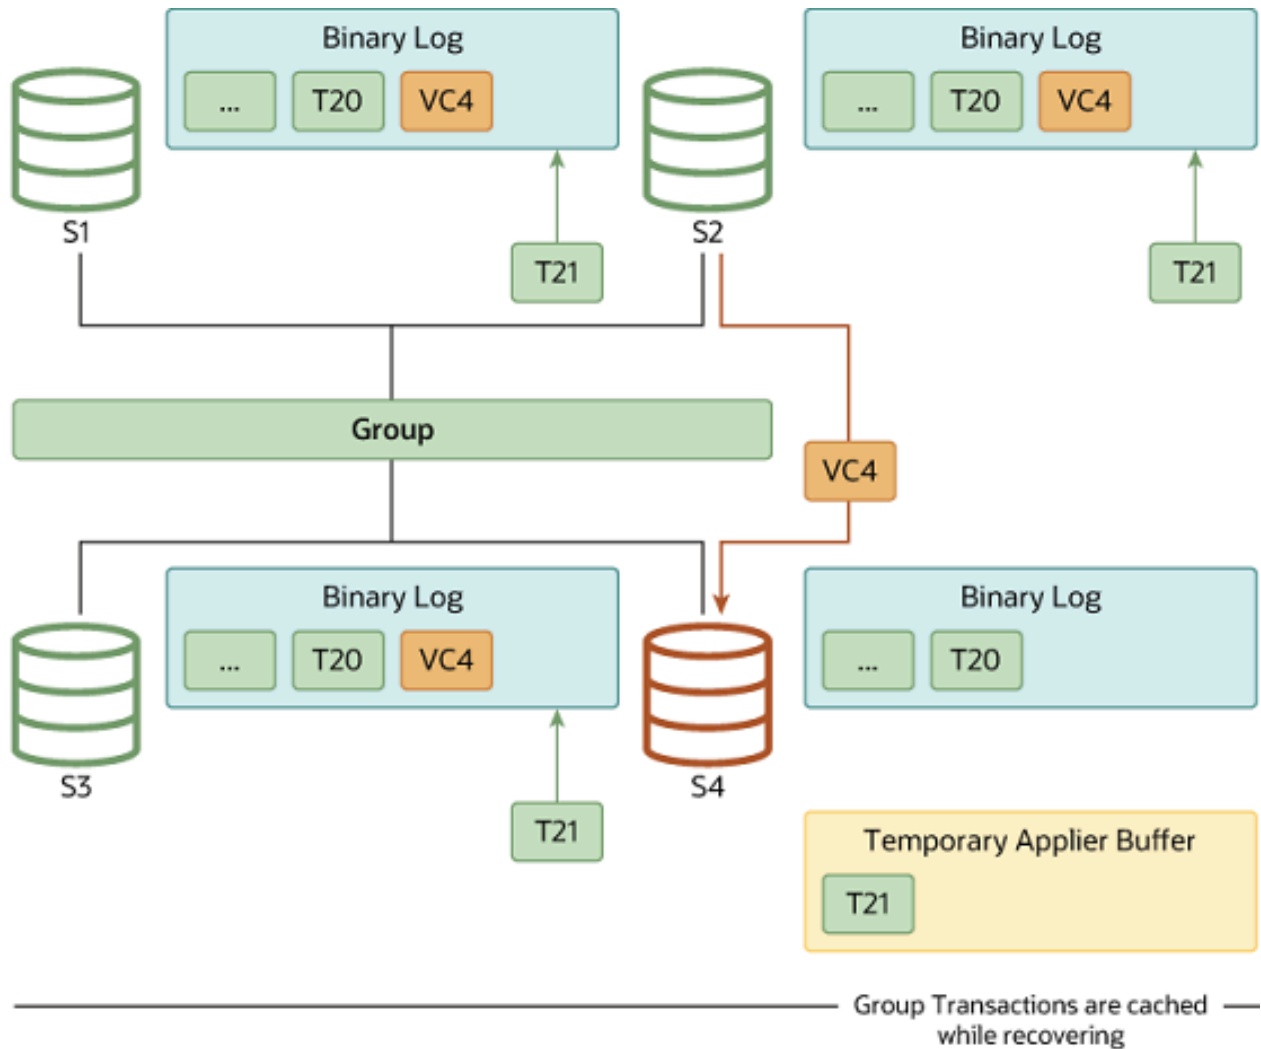 Binary Log
... T20 VC4
S1
T21
Binary Log
... T20 VC4
S2
T21
Group
VC4
Binary Log
... T20 VC4
S3
T21
Binary Log
... T20
S4
Temporary Applier Buffer
T21
Group Transactions are cached
while recovering